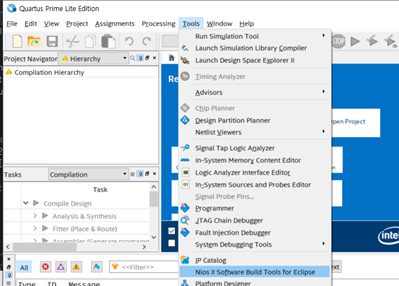 Quartus Prime Lite Edition
File Edit View Project Assignments Processing Tools Window Help
Project Navigator Hierarchy
Compilation Hierarchy
Tasks Compilation
Task
Compile Design
Analysis & Synthesis
Fitter (Place & Route)
Assembler (Generate programm
All <<Filter>>
Type ID Message
Run Simulation Tool
Launch Simulation Library Compiler
Launch Design Space Explorer II
Timing Analyzer
Advisors
Chip Planner
Design Partition Planner
Netlist Viewers
Signal Tap Logic Analyzer
In-System Memory Content Editor
Logic Analyzer Interface Editor
In-System Sources and Probes Editor
Signal Probe Pins...
Programmer
JTAG Chain Debugger
Fault Injection Debugger
System Debugging Tools
IP Catalog
Nios II Software Build Tools for Eclipse
Platform Designer
STOP
Re
Open Project
intel
ext